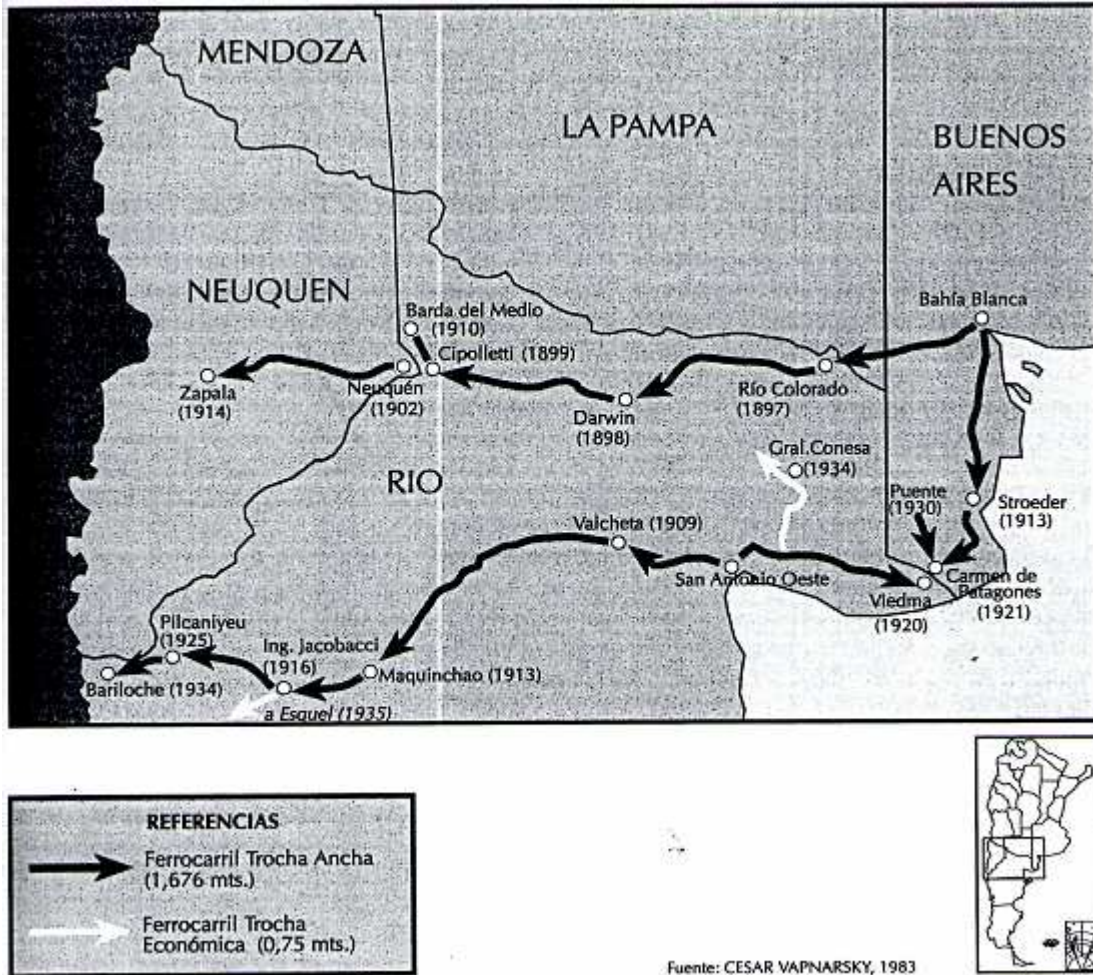 MENDOZA
LA PAMPA
BUENOS
AIRES
NEUQUEN
Barda del Medio
(1910)
Bahía Blanca
Cipolletti (1899)
Zapala
(1914)
Neuquén
(1902)
Darwin
(1898)
Río Colorado
(1897)
Gral.Conesa
(1934)
RIO
Puente
(1930)
Stroeder
(1913)
Valcheta (1909)
San Antonio Oeste
Viedma
(1920)
Carmen de
Patagones
(1921)
Pilcaniyeu
(1925)
Ing. Jacobacci
(1916)
Maquinchao (1913)
Bariloche (1934)
a Esquel (1935)
REFERENCIAS
Ferrocarril Trocha Ancha
(1,676 mts.)
Ferrocarril Trocha
Económica (0,75 mts.)
Fuente: CESAR VAPNARSKY, 1983